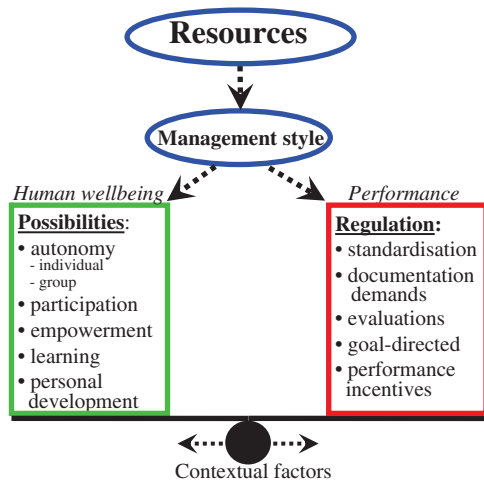 Resources
Management style
Human wellbeing
Possibilities:
• autonomy
- individual
- group
• participation
• empowerment
• learning
• personal
development
Performance
Regulation:
• standardisation
• documentation
demands
• evaluations
• goal-directed
• performance
incentives
Contextual factors